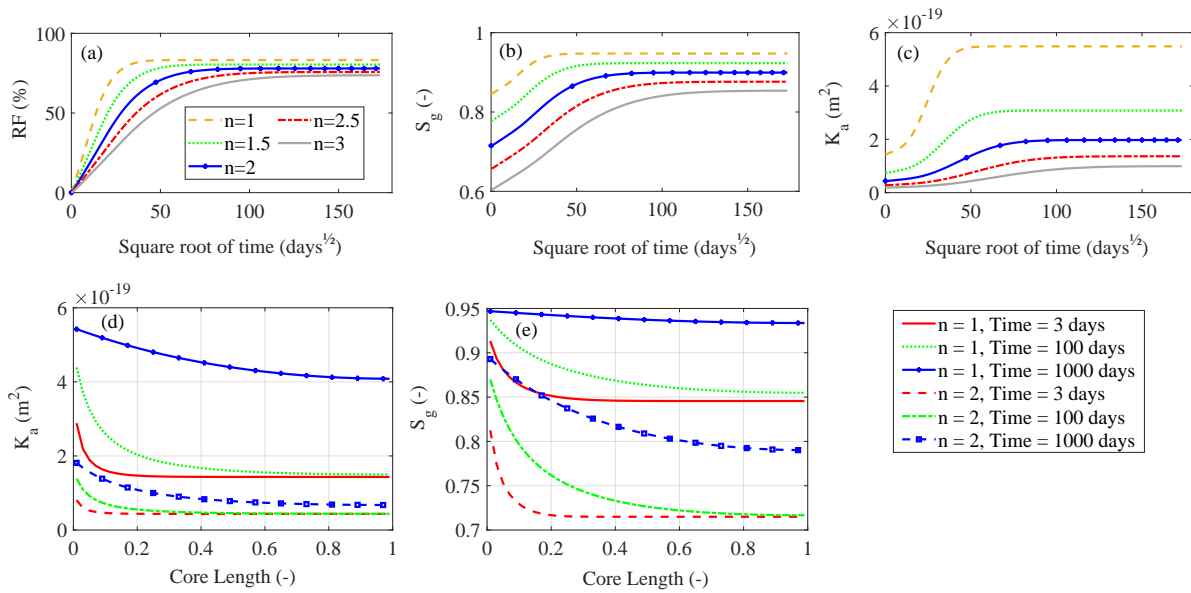 (a)
RF (%)
100
50
0
0 50 100 150
Square root of time (days½)
n=1
n=2.5
n=1.5
n=3
n=2
(b)
S_g (-)
1
0.8
0.6
0 50 100 150
Square root of time (days½)
×10^-19
(c)
K_a (m²)
6
4
2
0
0 50 100 150
Square root of time (days½)
×10^-19
(d)
K_a (m²)
6
4
2
0
0 0.2 0.4 0.6 0.8 1
Core Length (-)
(e)
S_g (-)
0.95
0.9
0.85
0.8
0.75
0.7
0 0.2 0.4 0.6 0.8 1
Core Length (-)
n = 1, Time = 3 days
n = 1, Time = 100 days
n = 1, Time = 1000 days
n = 2, Time = 3 days
n = 2, Time = 100 days
n = 2, Time = 1000 days